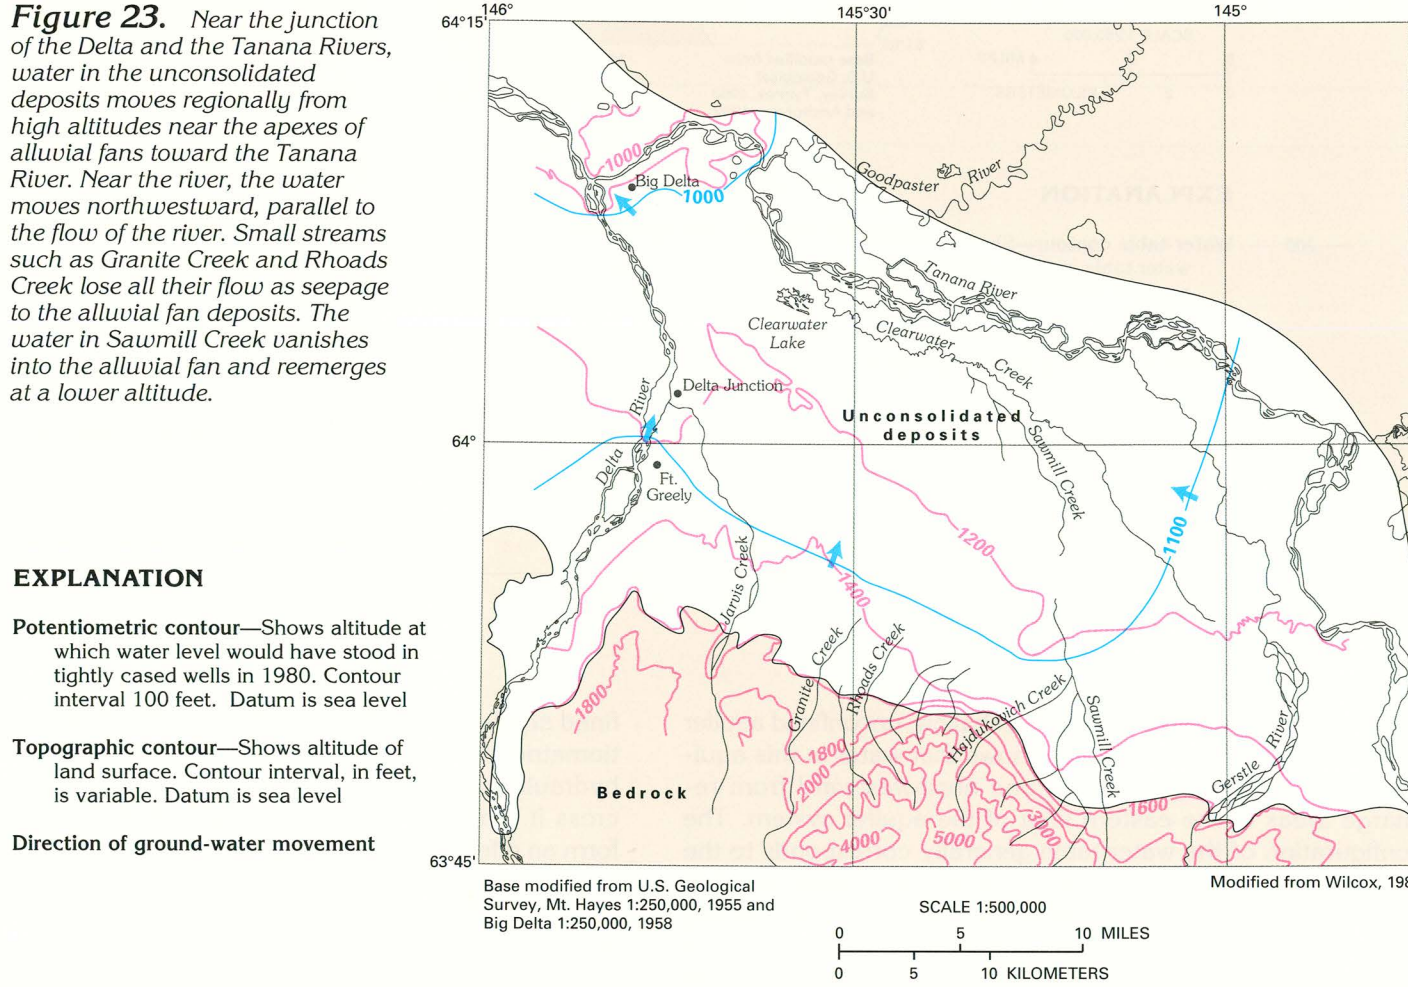 Figure 23. Near the junction
of the Delta and the Tanana Rivers,
water in the unconsolidated
deposits moves regionally from
high altitudes near the apexes of
alluvial fans toward the Tanana
River. Near the river, the water
moves northwestward, parallel to
the flow of the river. Small streams
such as Granite Creek and Rhoads
Creek lose all their flow as seepage
to the alluvial fan deposits. The
water in Sawmill Creek vanishes
into the alluvial fan and reemerges
at a lower altitude.
EXPLANATION
Potentiometric contour—Shows altitude at
which water level would have stood in
tightly cased wells in 1980. Contour
interval 100 feet. Datum is sea level
Topographic contour—Shows altitude of
land surface. Contour interval, in feet,
is variable. Datum is sea level
Direction of ground-water movement
146°
145°30'
145°
64°15'
64°
63°45'
1000
Big Delta
1000
Goodpaster River
Tanana River
Clearwater
Lake
Clearwater Creek
Delta Junction
Delta River
Unconsolidated
deposits
Sawmill Creek
Ft.
Greely
1200
1100
1400
Jarvis Creek
Granite Creek
Rhoads Creek
Hajdukovich Creek
Sawmill Creek
Gerstle River
1800
1800
2000
Bedrock
4000
5000
3000
1600
Base modified from U.S. Geological
Survey, Mt. Hayes 1:250,000, 1955 and
Big Delta 1:250,000, 1958
Modified from Wilcox,
SCALE 1:500,000
0 5 10 MILES
0 5 10 KILOMETERS